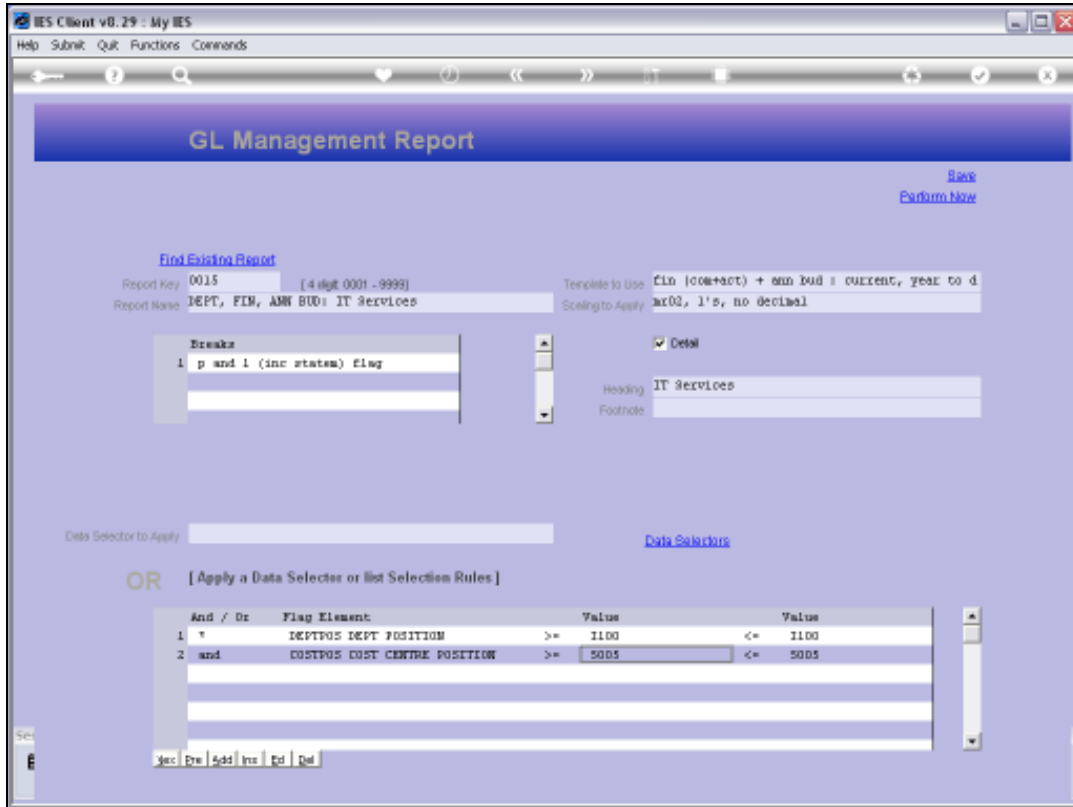 IES Client v8.29 : My IES
Help Submit Quit Functions Commands
GL Management Report
Save
Perform Now
Find Existing Report
Report Key 0015 [ 4 digit: 0001 - 9999]
Template to Use fin (com+act) + ann bud : current, year to d
Report Name DEPT, FIN, ANN BUD: IT Services
Scaling to Apply mr02, 1's, no decimal
Breaks
Detail
1 p and l (inc statem) flag
Heading IT Services
Footnote
Data Selector to Apply
Data Selectors
OR [ Apply a Data Selector or list Selection Rules ]
And / Or Flag Element Value Value
1 DEPTPOS DEPT POSITION >= I100 <= I100
2 and COSTPOS COST CENTRE POSITION >= 5005 <= 5005
Nex Pre Add Ins Ed Del